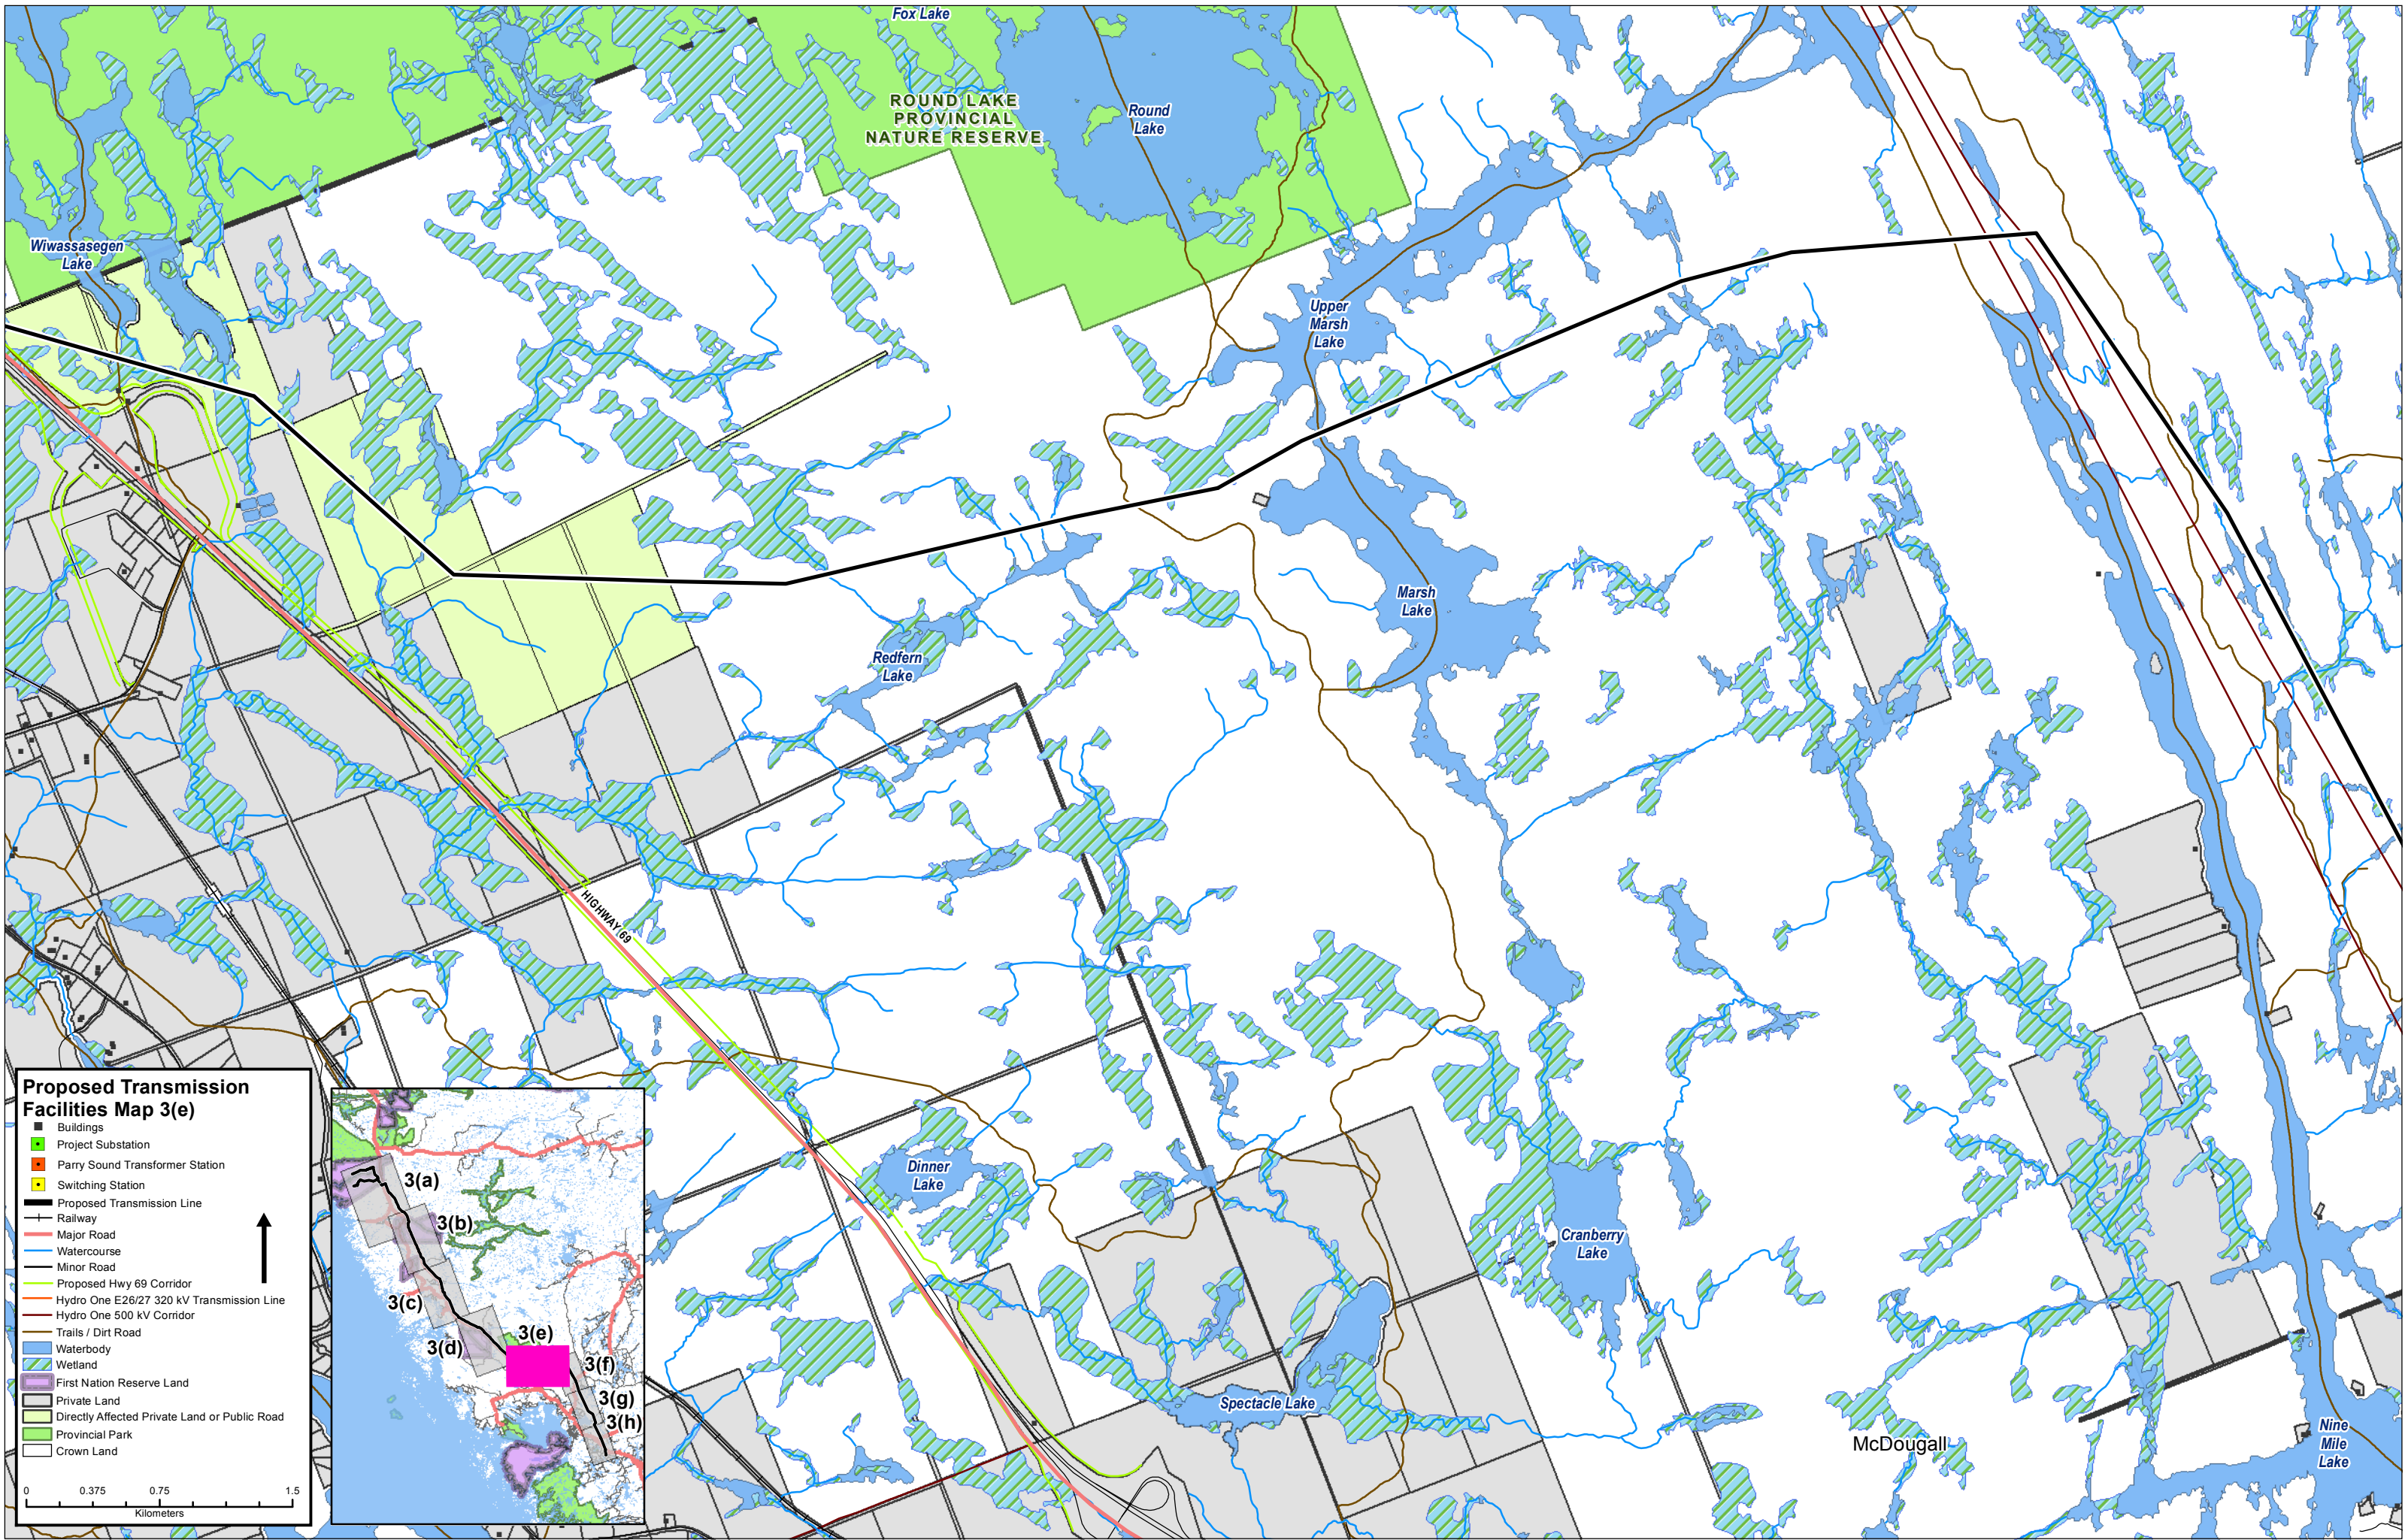 Fox Lake
ROUND LAKE
PROVINCIAL
NATURE RESERVE
Round
Lake
Wiwassasegen
Lake
Upper
Marsh
Lake
Marsh
Lake
Redfern
Lake
HIGHWAY 69
Dinner
Lake
Cranberry
Lake
Spectacle Lake
McDougall
Nine
Mile
Lake
Proposed Transmission
Facilities Map 3(e)
Buildings
Project Substation
Parry Sound Transformer Station
Switching Station
Proposed Transmission Line
Railway
Major Road
Watercourse
Minor Road
Proposed Hwy 69 Corridor
Hydro One E26/27 320 kV Transmission Line
Hydro One 500 kV Corridor
Trails / Dirt Road
Waterbody
Wetland
First Nation Reserve Land
Private Land
Directly Affected Private Land or Public Road
Provincial Park
Crown Land
0 0.375 0.75 1.5
Kilometers
3(a)
3(b)
3(c)
3(d)
3(e)
3(f)
3(g)
3(h)